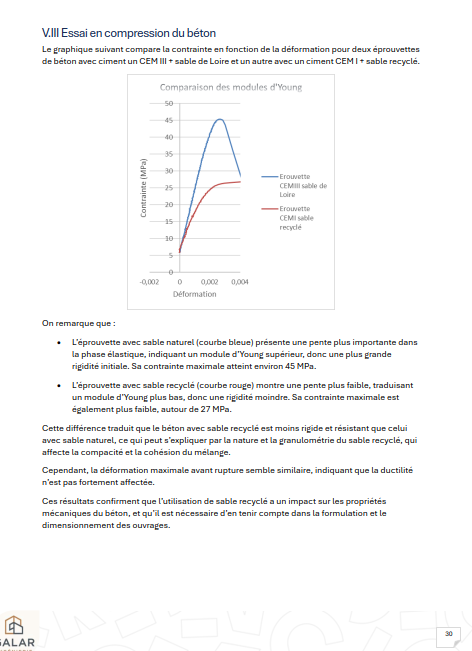 V.III Essai en compression du béton
Le graphique suivant compare la contrainte en fonction de la déformation pour deux éprouvettes
de béton avec ciment un CEM III + sable de Loire et un autre avec un ciment CEM I + sable recyclé.
Comparaison des modules d'Young
50
45
40
35
30
25
20
15
10
5
0
-0,002 0 0,002 0,004
Contrainte (MPa)
Déformation
Erouvette
CEMIII sable de
Loire
Erouvette
CEMI sable
recyclé
On remarque que :
• L'éprouvette avec sable naturel (courbe bleue) présente une pente plus importante dans
la phase élastique, indiquant un module d'Young supérieur, donc une plus grande
rigidité initiale. Sa contrainte maximale atteint environ 45 MPa.
• L'éprouvette avec sable recyclé (courbe rouge) montre une pente plus faible, traduisant
un module d'Young plus bas, donc une rigidité moindre. Sa contrainte maximale est
également plus faible, autour de 27 MPa.
Cette différence traduit que le béton avec sable recyclé est moins rigide et résistant que celui
avec sable naturel, ce qui peut s'expliquer par la nature et la granulométrie du sable recyclé, qui
affecte la compacité et la cohésion du mélange.
Cependant, la déformation maximale avant rupture semble similaire, indiquant que la ductilité
n'est pas fortement affectée.
Ces résultats confirment que l'utilisation de sable recyclé a un impact sur les propriétés
mécaniques du béton, et qu'il est nécessaire d'en tenir compte dans la formulation et le
dimensionnement des ouvrages.
30